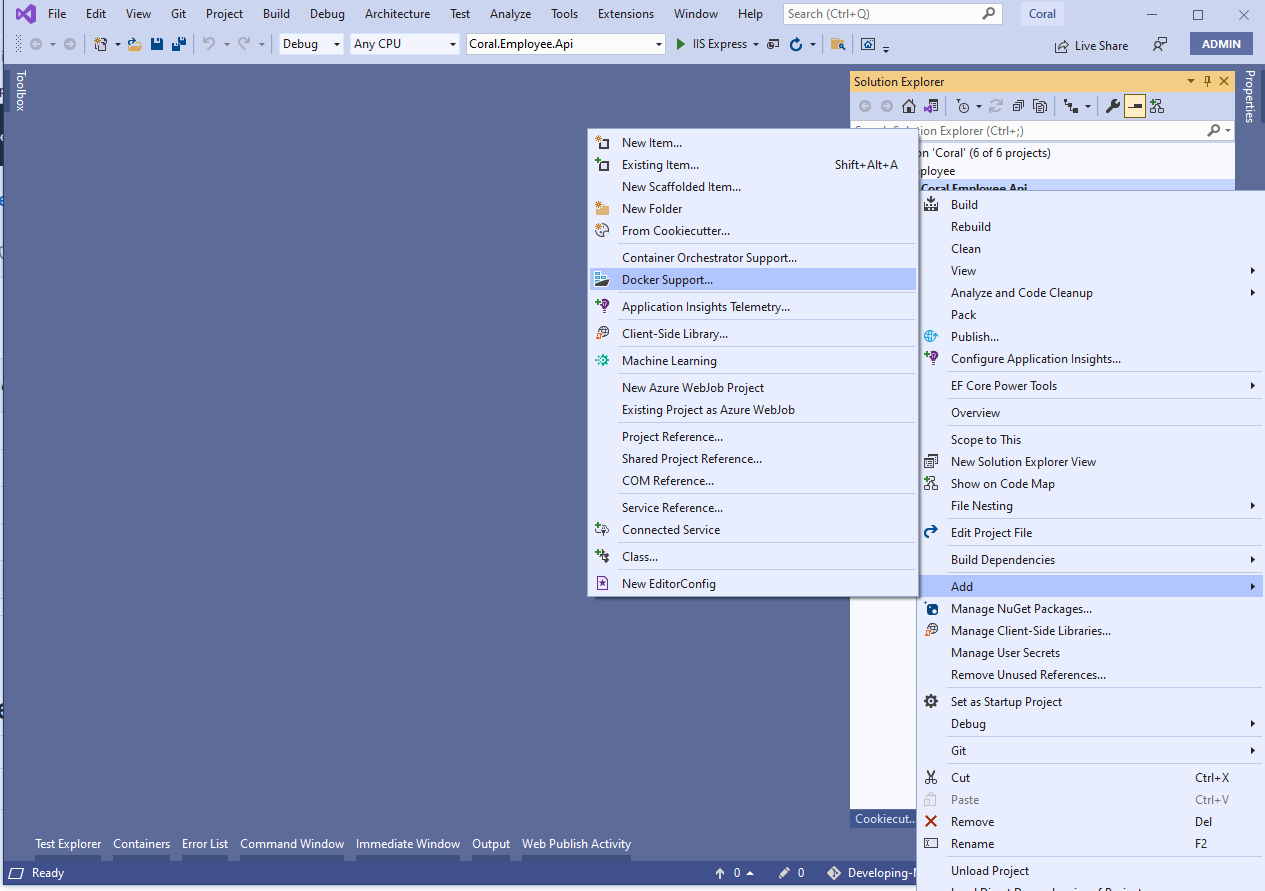 File Edit View Git Project Build Debug Architecture Test Analyze Tools Extensions Window Help Search (Ctrl+Q) Coral
Debug Any CPU Coral.Employee.Api IIS Express Live Share ADMIN
Toolbox
Solution Explorer
Properties
Solution Explorer (Ctrl+;)
'Coral' (6 of 6 projects)
Coral.Employee.Api
New Item...
Existing Item... Shift+Alt+A
New Scaffolded Item...
New Folder
From Cookiecutter...
Container Orchestrator Support...
Docker Support...
Application Insights Telemetry...
Client-Side Library...
Machine Learning
New Azure WebJob Project
Existing Project as Azure WebJob
Project Reference...
Shared Project Reference...
COM Reference...
Service Reference...
Connected Service
Class...
New EditorConfig
Build
Rebuild
Clean
View
Analyze and Code Cleanup
Pack
Publish...
Configure Application Insights...
EF Core Power Tools
Overview
Scope to This
New Solution Explorer View
Show on Code Map
File Nesting
Edit Project File
Build Dependencies
Add
Manage NuGet Packages...
Manage Client-Side Libraries...
Manage User Secrets
Remove Unused References...
Set as Startup Project
Debug
Git
Cut Ctrl+X
Paste Ctrl+V
Remove Del
Rename F2
Unload Project
Cookiecut...
Test Explorer Containers Error List Command Window Immediate Window Output Web Publish Activity
Ready 0 0 Developing-